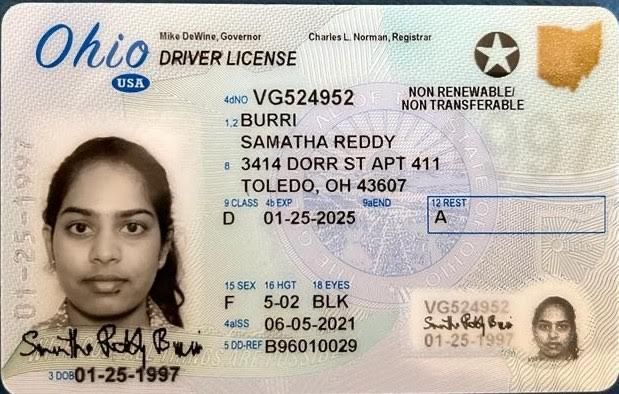 Ohio
USA
Mike DeWine, Governor
Charles L. Norman, Registrar
DRIVER LICENSE
NON RENEWABLE/
NON TRANSFERABLE
4dNO VG524952
1,2 BURRI
SAMATHA REDDY
8 3414 DORR ST APT 411
TOLEDO, OH 43607
9 CLASS 4b EXP 9aEND 12 REST
D 01-25-2025 A
15 SEX 16 HGT 18 EYES
F 5-02 BLK
4aISS 06-05-2021
5 DD-REF B96010029
3 DOB 01-25-1997
01-25-1997
VG524952
01-25-1997